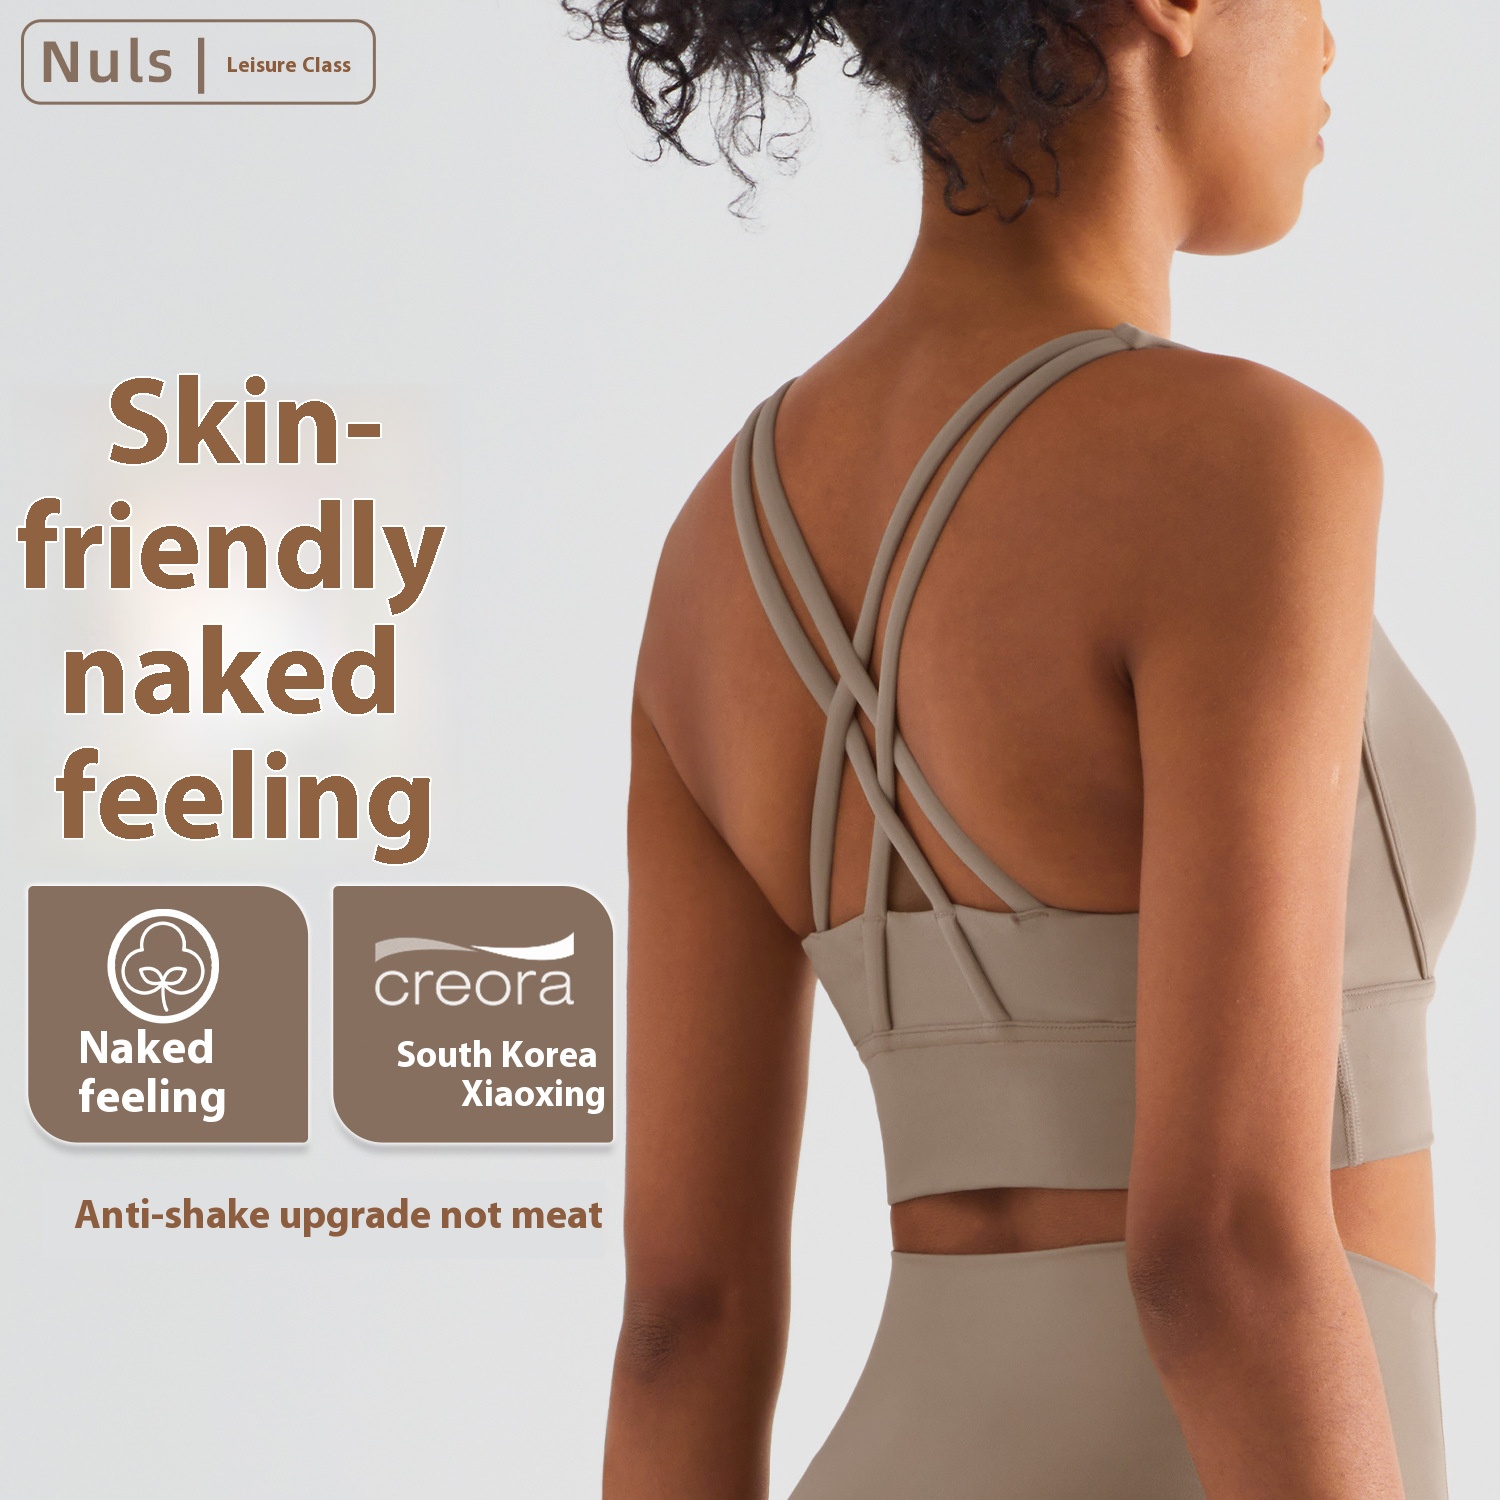 Nuls | Leisure Class
Skin-
friendly
naked
feeling
Naked
feeling
creora
South Korea
Xiaoxing
Anti-shake upgrade not meat